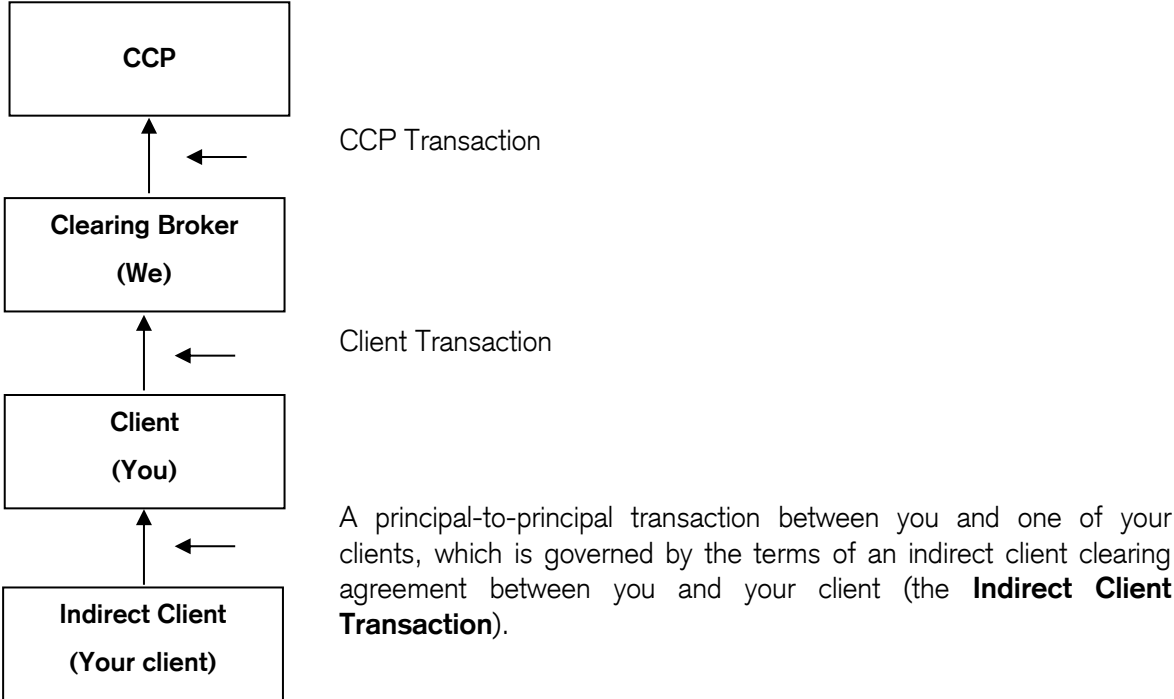 CCP
CCP Transaction
Clearing Broker
(We)
Client Transaction
Client
(You)
A principal-to-principal transaction between you and one of your
clients, which is governed by the terms of an indirect client clearing
agreement between you and your client (the Indirect Client
Transaction).
Indirect Client
(Your client)